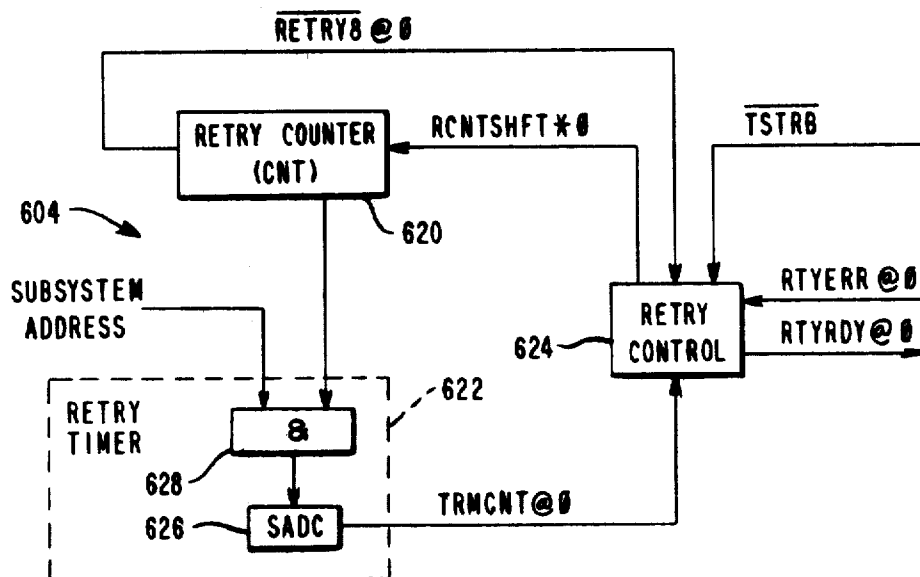 RETRY8@0
RETRY COUNTER
(CNT)
RCNTSHFT*0
TSTRB
604
620
SUBSYSTEM
ADDRESS
RTYERR@0
RETRY
CONTROL
624
RTYRDY@0
622
RETRY
TIMER
&
628
TRMCNT@0
626
SADC